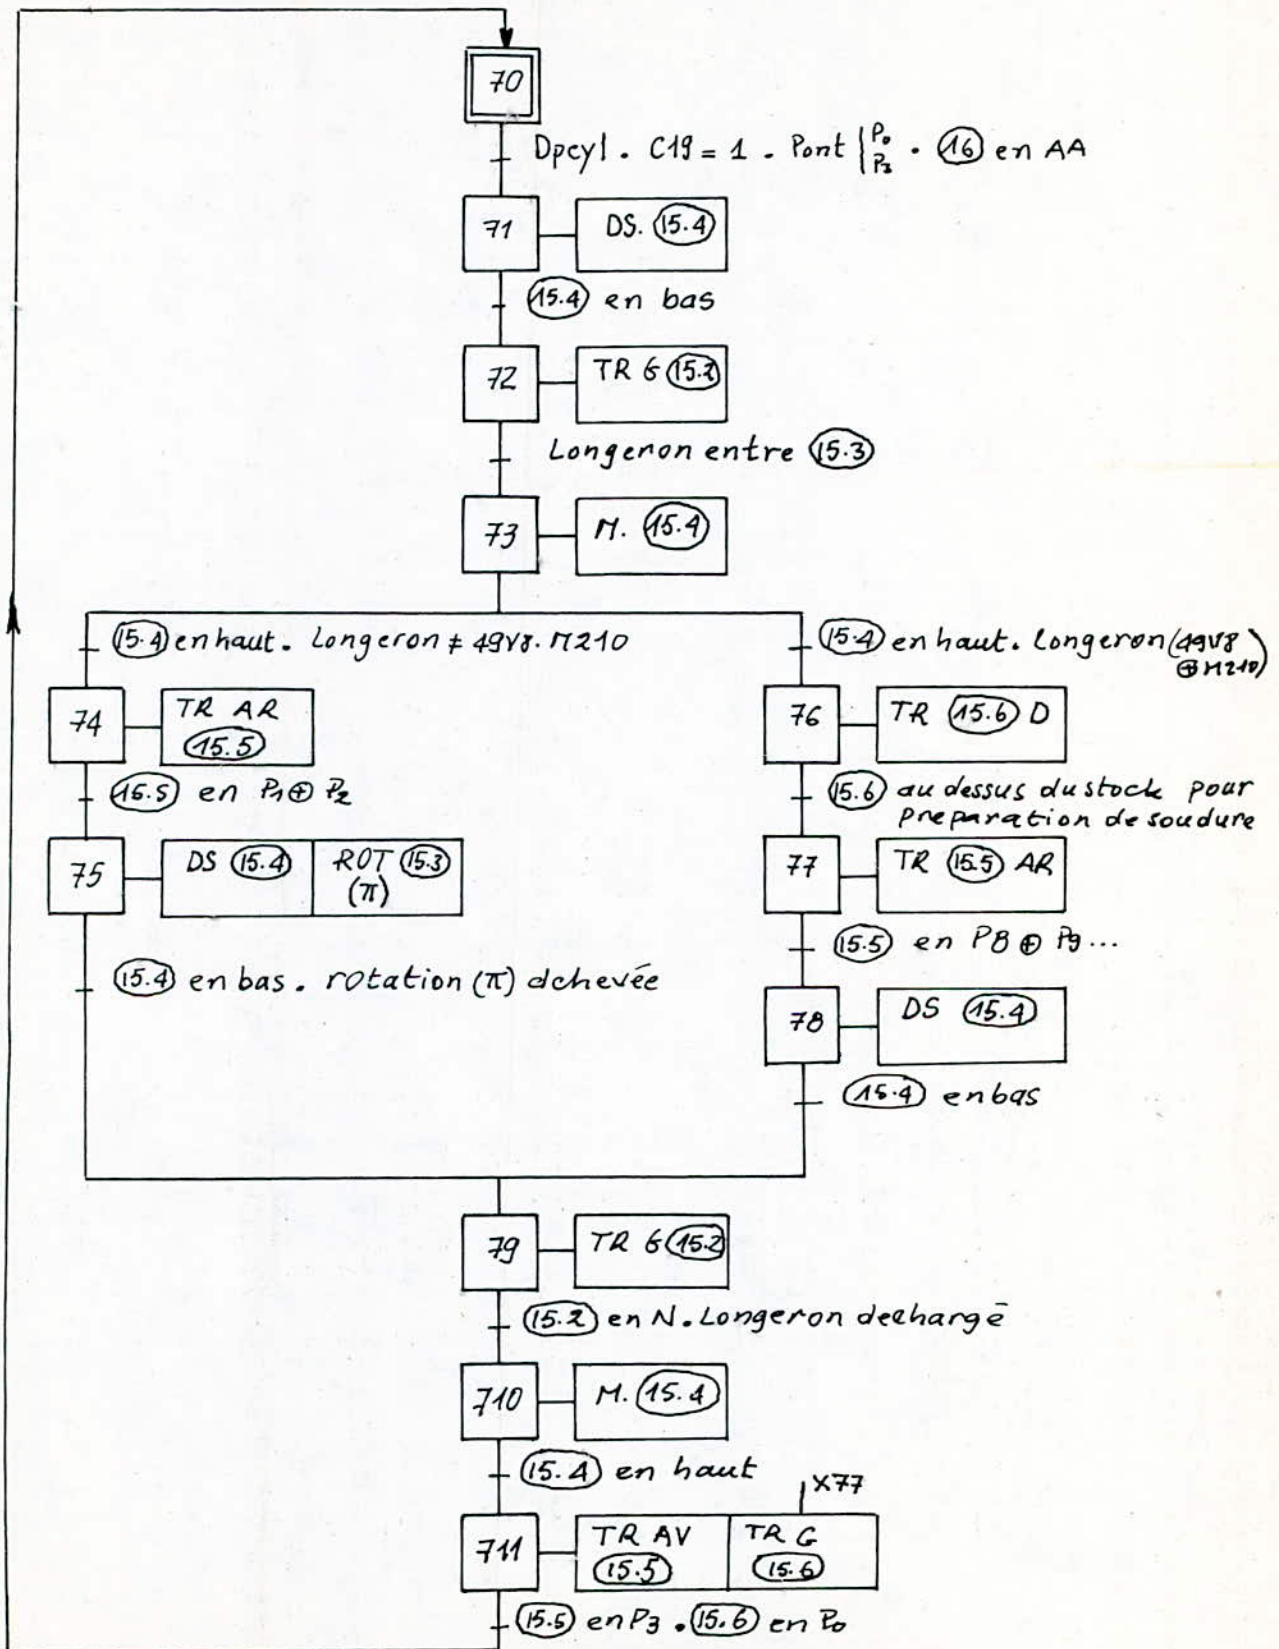 70
Dpcyl . C19 = 1 . Pont | P0 P3 . (16) en AA
71
DS. (15.4)
(15.4) en bas
72
TR G (15.2)
Longeron entre (15.3)
73
M. (15.4)
(15.4) en haut . Longeron ≠ 49V8 . M210
(15.4) en haut . Longeron (49V8
⊕ M210)
74
TR AR
(15.5)
76
TR (15.6) D
(16.5) en P1 ⊕ P2
(15.6) au dessus du stock pour
preparation de soudure
75
DS (15.4)
ROT (15.3)
(π)
77
TR (15.5) AR
(15.5) en P8 ⊕ P9 ...
(15.4) en bas . rotation (π) achevée
78
DS (15.4)
(15.4) en bas
79
TR G (15.2)
(15.2) en N . Longeron dechargé
710
M. (15.4)
(15.4) en haut
X77
711
TR AV
(15.5)
TR G
(15.6)
(15.5) en P3 . (15.6) en P0